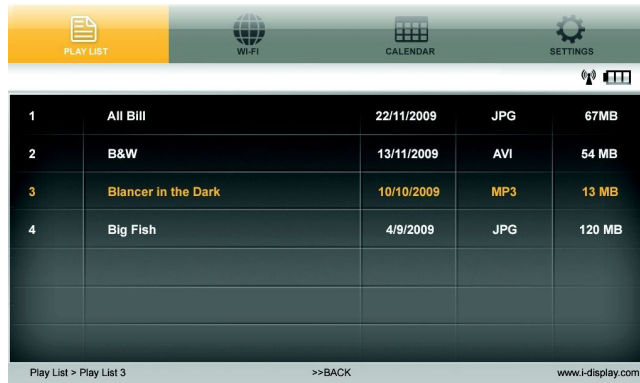 PLAY LIST WI-FI CALENDAR SETTINGS
1 All Bill 22/11/2009 JPG 67MB
2 B&W 13/11/2009 AVI 54 MB
3 Blancer in the Dark 10/10/2009 MP3 13 MB
4 Big Fish 4/9/2009 JPG 120 MB
Play List > Play List 3 >>BACK www.i-display.com